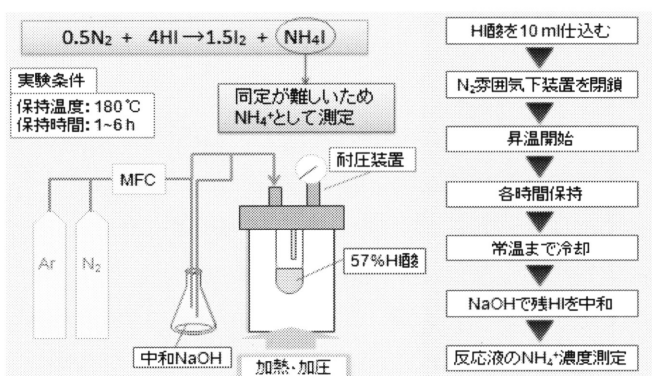 0.5N₂ + 4HI→1.5I₂ + NH4I
実験条件
保持温度:180℃
保持時間:1~6 h
同定が難しいため
NH₄⁺として測定
MFC
耐圧装置
Ar
N₂
57%HI酸
中和NaOH
加熱・加圧
HI酸を10 ml仕込む
N₂雰囲気下装置を閉鎖
昇温開始
各時間保持
常温まで冷却
NaOHで残HIを中和
反応液のNH₄⁺濃度測定